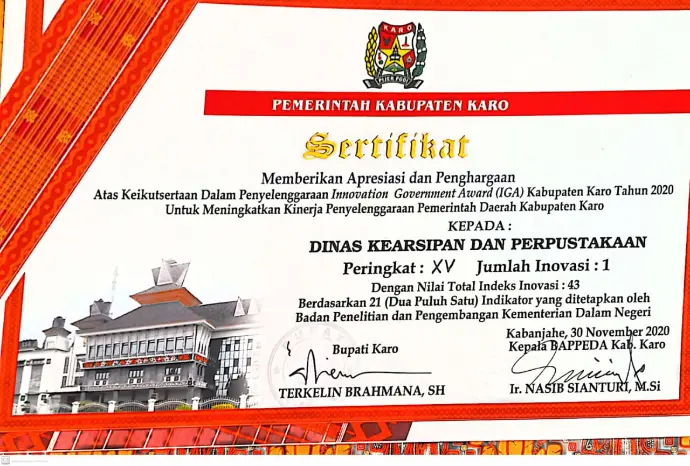 KARO
PIJER PODI
PEMERINTAH KABUPATEN KARO
Sertifikat
Memberikan Apresiasi dan Penghargaan
Atas Keikutsertaan Dalam Penyelenggaraan Innovation Government Award (IGA) Kabupaten Karo Tahun 2020
Untuk Meningkatkan Kinerja Penyelenggaraan Pemerintah Daerah Kabupaten Karo
KEPADA :
DINAS KEARSIPAN DAN PERPUSTAKAAN
Peringkat : XV Jumlah Inovasi : 1
Dengan Nilai Total Indeks Inovasi : 43
Berdasarkan 21 (Dua Puluh Satu) Indikator yang ditetapkan oleh
Badan Penelitian dan Pengembangan Kementerian Dalam Negeri
Kabanjahe, 30 November 2020
Bupati Karo
Kepala BAPPEDA Kab. Karo
TERKELIN BRAHMANA, SH
Ir. NASIB SIANTURI, M.Si